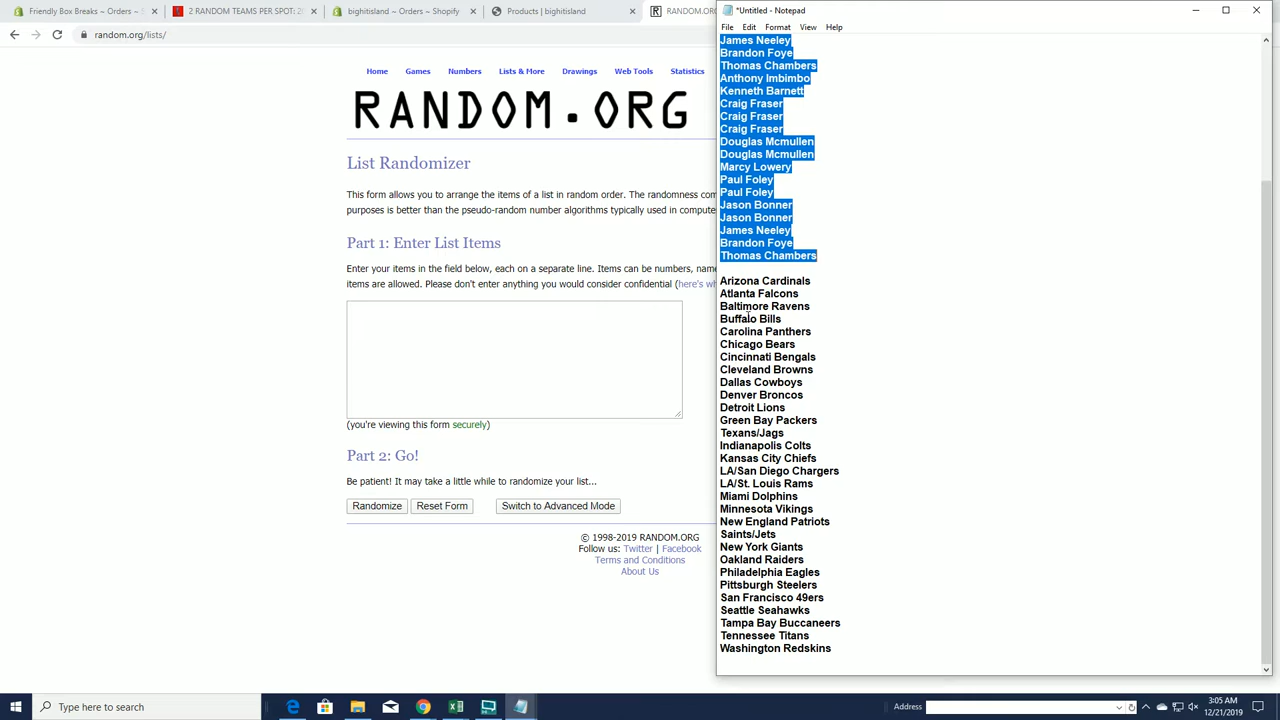 Friendly Box Breaks ~ Orders ~ S
2 RANDOM TEAMS PER SPOT: 20
bighitisland ~ Orders ~ Shopify
Products | bighitisland
RANDOM.ORG
random.org/lists/
Home Games Numbers Lists & More Drawings Web Tools Statistics
RANDOM.ORG
List Randomizer
This form allows you to arrange the items of a list in random order. The randomness com
purposes is better than the pseudo-random number algorithms typically used in compute
Part 1: Enter List Items
Enter your items in the field below, each on a separate line. Items can be numbers, name
items are allowed. Please don't enter anything you would consider confidential (here's wh
(you're viewing this form securely)
Part 2: Go!
Be patient! It may take a little while to randomize your list...
Randomize Reset Form Switch to Advanced Mode
© 1998-2019 RANDOM.ORG
Follow us: Twitter | Facebook
Terms and Conditions
About Us
*Untitled - Notepad
File Edit Format View Help
James Neeley
Brandon Foye
Thomas Chambers
Anthony Imbimbo
Kenneth Barnett
Craig Fraser
Craig Fraser
Craig Fraser
Douglas Mcmullen
Douglas Mcmullen
Marcy Lowery
Paul Foley
Paul Foley
Jason Bonner
Jason Bonner
James Neeley
Brandon Foye
Thomas Chambers
Arizona Cardinals
Atlanta Falcons
Baltimore Ravens
Buffalo Bills
Carolina Panthers
Chicago Bears
Cincinnati Bengals
Cleveland Browns
Dallas Cowboys
Denver Broncos
Detroit Lions
Green Bay Packers
Texans/Jags
Indianapolis Colts
Kansas City Chiefs
LA/San Diego Chargers
LA/St. Louis Rams
Miami Dolphins
Minnesota Vikings
New England Patriots
Saints/Jets
New York Giants
Oakland Raiders
Philadelphia Eagles
Pittsburgh Steelers
San Francisco 49ers
Seattle Seahawks
Tampa Bay Buccaneers
Tennessee Titans
Washington Redskins
Type here to search
Address
3:05 AM
12/21/2019